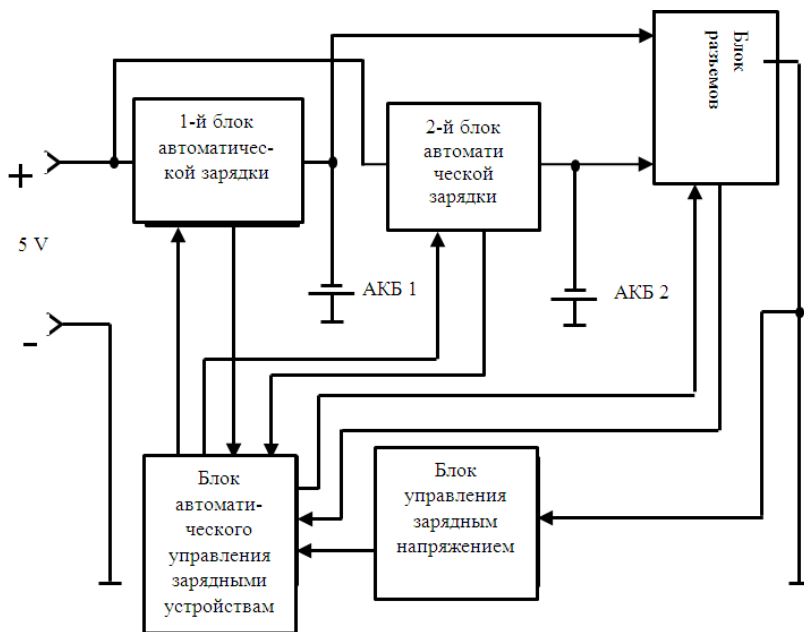 Блок
разъемов
1-й блок
автоматичес-
кой зарядки
2-й блок
автомати
ческой
зарядки
+
5 V
-
АКБ 1
АКБ 2
Блок
автомати-
ческого
управления
зарядными
устройствам
Блок
управления
зарядным
напряжением